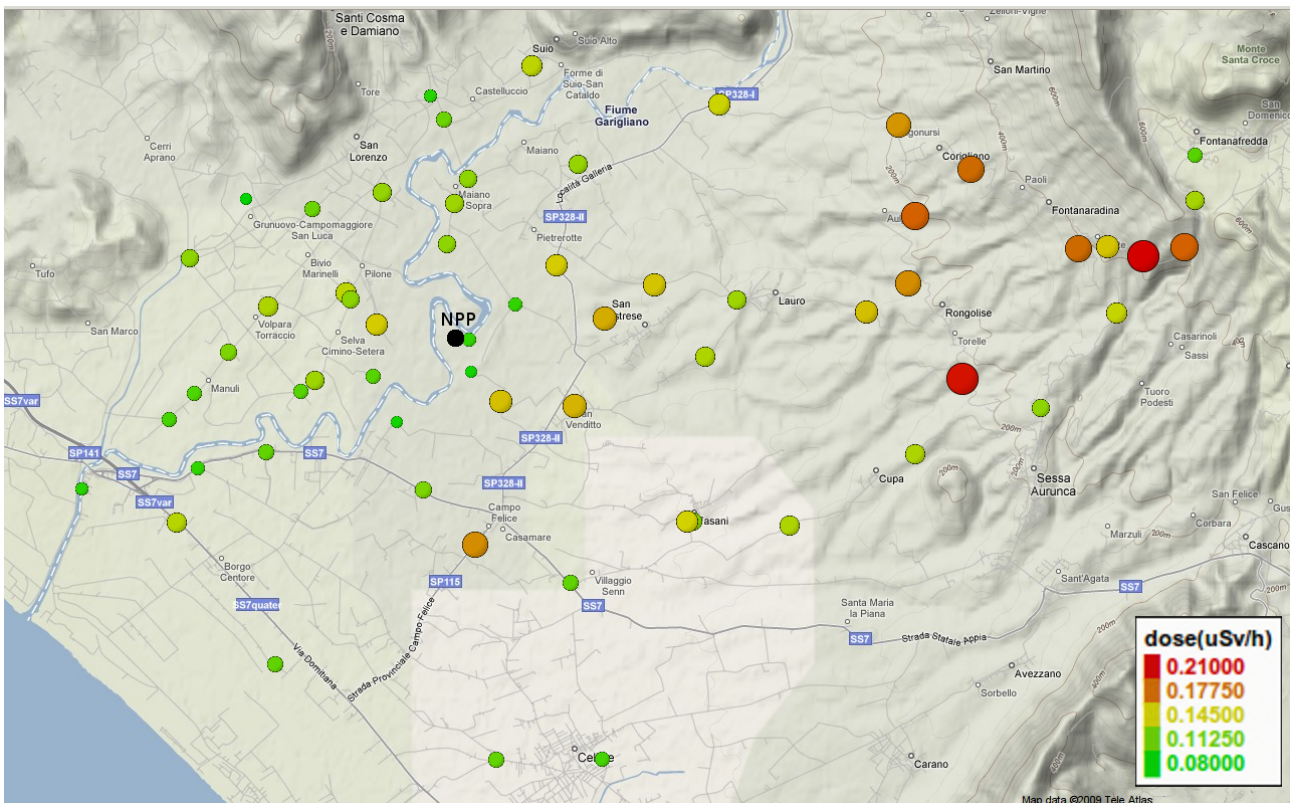 Santi Cosma
e Damiano
Zelloni-Vigne
Suio
Suio Alto
Monte
Santa Croce
San Martino
Forme di
Suio-San
Cataldo
Tore
Castelluccio
SP328-I
San
Domenico
Fiume
Garigliano
Cerri
Aprano
San
Lorenzo
Maiano
Corigliano
Fontanafredda
Paoli
Maiano
Sopra
SP328-II
Fontanaradina
Grunuovo-Campomaggiore
San Luca
Pietrerotte
Tufo
Bivio
Marinelli
Pilone
Lauro
San
Rongolise
San Marco
Volpara
Torraccio
Selva
Cimino-Setera
NPP
Torelle
Casarinoli
Sassi
Manuli
Tuoro
Podesti
SS7var
SP141
SS7
SP328-II
SS7
Cupa
Sessa
Aurunca
SS7var
SP328-II
San Felice
Corbara
Campo
Felice
Casamare
Marzuli
Cascano
Borgo
Centore
SP115
Villaggio
Senn
Sant'Agata
SS7
SS7quater
SS7
Santa Maria
la Piana
SS7
Strada Statale Appia
Via Domitiana
Strada Provinciale Campo Felice
Avezzano
Sorbello
Carano
dose(uSv/h)
0.21000
0.17750
0.14500
0.11250
0.08000
Map data ©2009 Tele Atlas